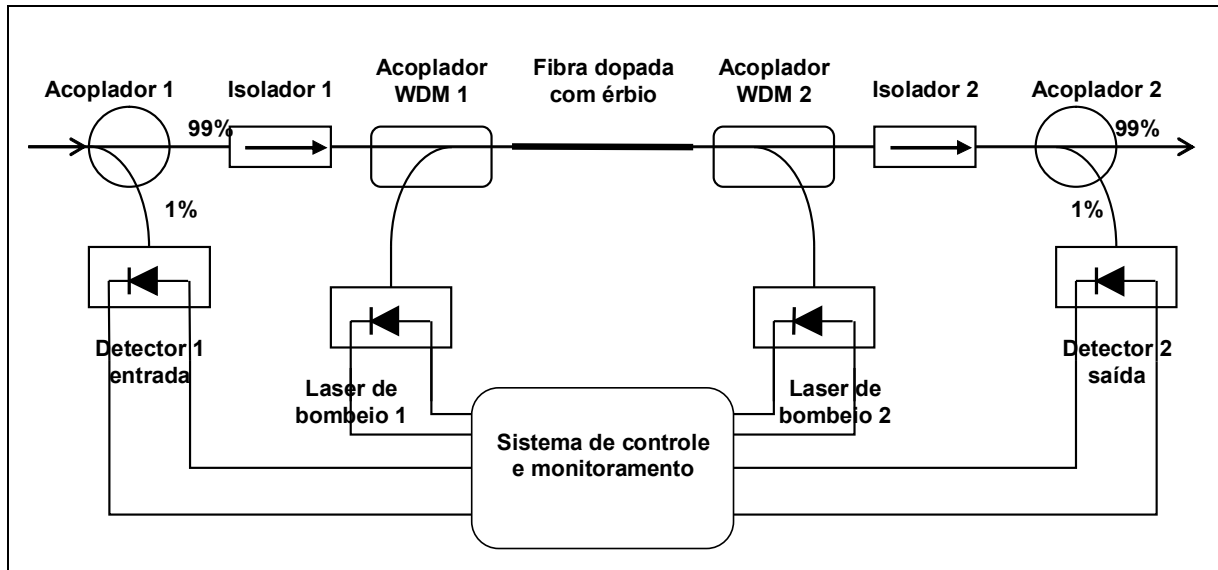 Acoplador 1
Isolador 1
Acoplador
WDM 1
Fibra dopada
com érbio
Acoplador
WDM 2
Isolador 2
Acoplador 2
99%
99%
1%
1%
Detector 1
entrada
Laser de
bombeio 1
Laser de
bombeio 2
Detector 2
saída
Sistema de controle
e monitoramento